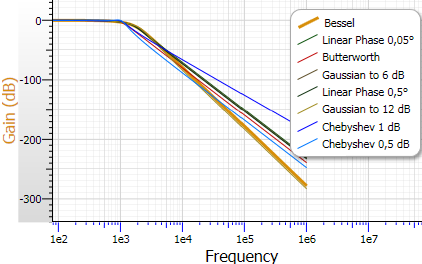 Bessel
Linear Phase 0,05°
Butterworth
Gaussian to 6 dB
Linear Phase 0,5°
Gaussian to 12 dB
Chebyshev 1 dB
Chebyshev 0,5 dB
Gain (dB)
0
-100
-200
-300
1e2 1e3 1e4 1e5 1e6 1e7
Frequency